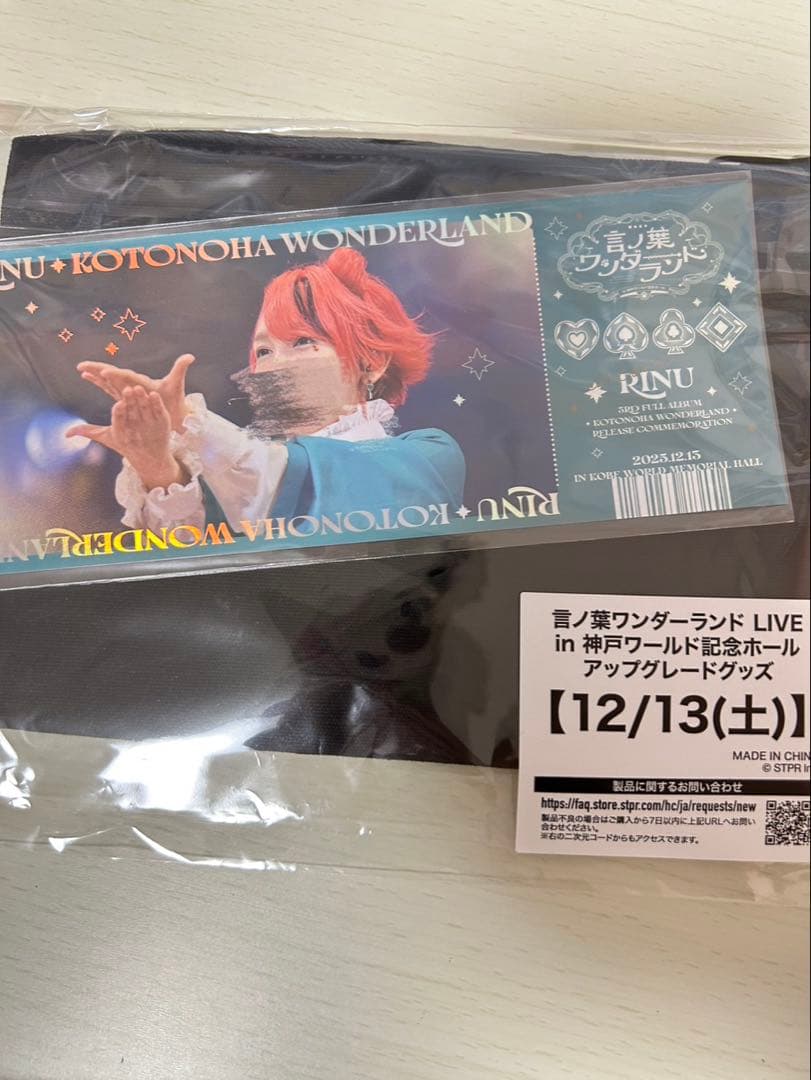 RINU ✦ KOTONOHA WONDERLAND
言ノ葉
ワンダー
ランド
RINU
3RD FULL ALBUM
• KOTONOHA WONDERLAND •
RELEASE COMMEMORATION
2025.12.13
IN KOBE WORLD MEMORIAL HALL
RINU ✦ KOTONOHA WONDERLAND
言ノ葉ワンダーランド LIVE
in 神戸ワールド記念ホール
アップグレードグッズ
【12/13(土)】
MADE IN CHIN
© STPR In
製品に関するお問い合わせ
https://faq.store.stpr.com/hc/ja/requests/new
製品不良の場合はご購入から7日以内に上記URLへお問い
合わせください。
※右の二次元コードからもアクセスできます。